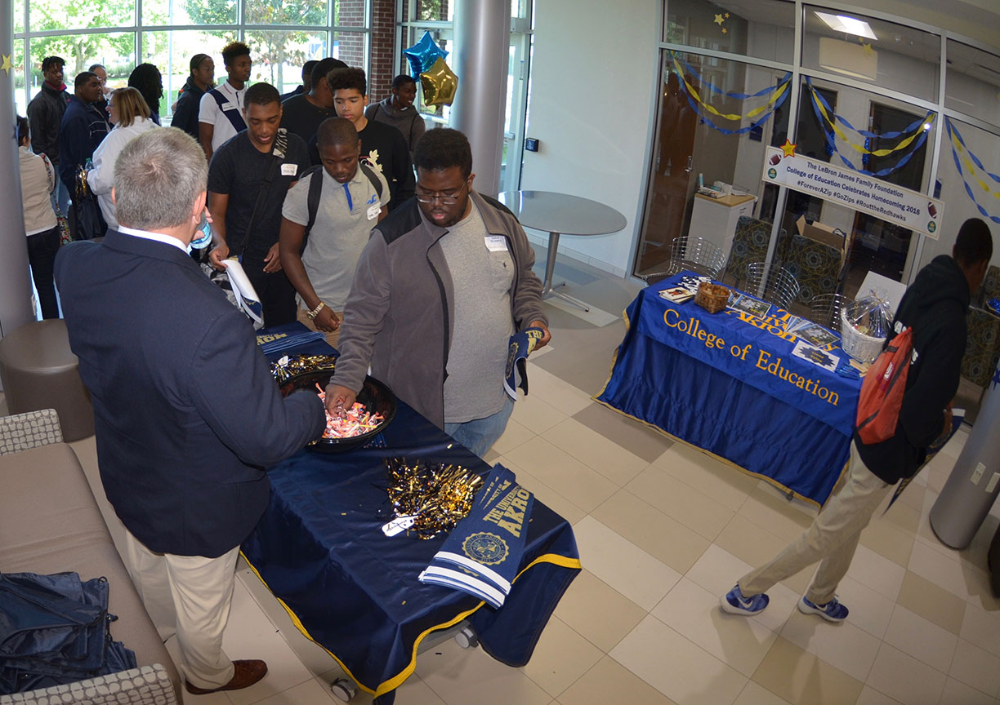 The LeBron James Family Foundation
College of Education Celebrates Homecoming 2016
#ForeverAZip #GoZips #RouttheRedhawks
College of Education
THE UNIVERSITY OF
AKRON